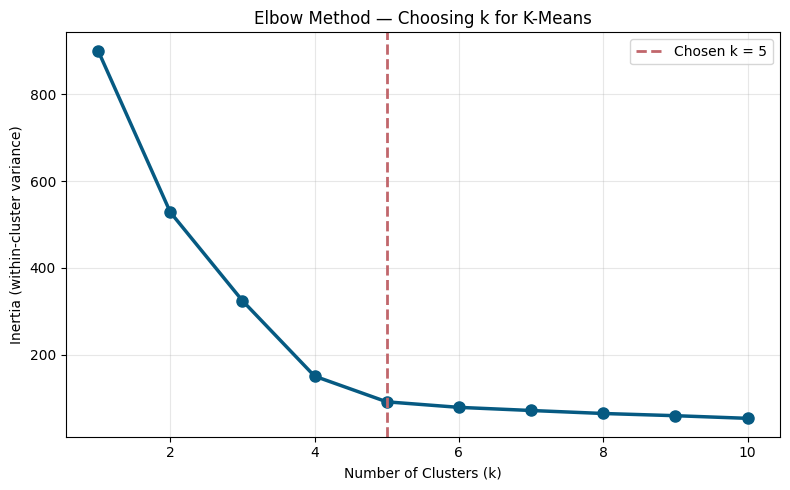 Elbow Method — Choosing k for K-Means
Chosen k = 5
Inertia (within-cluster variance)
800
600
400
200
2
4
6
8
10
Number of Clusters (k)